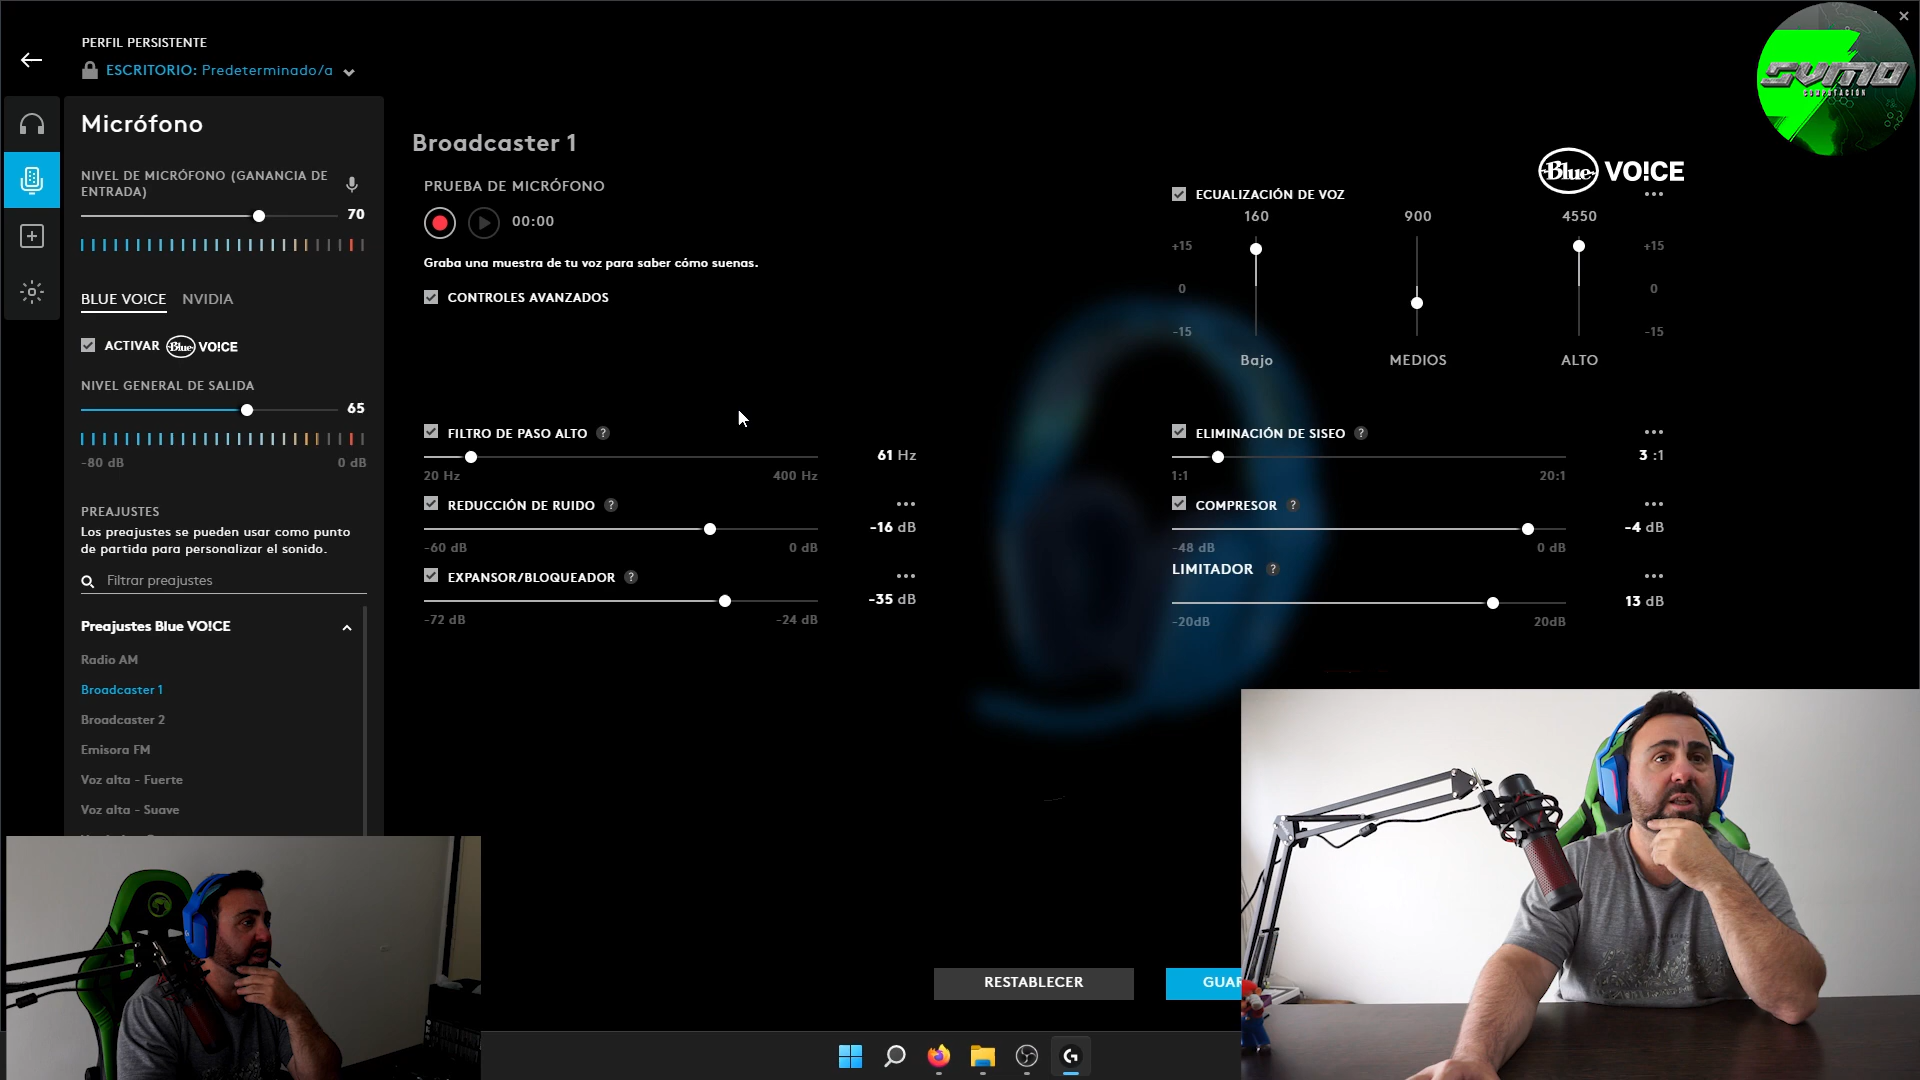 PERFIL PERSISTENTE
ESCRITORIO: Predeterminado/a
SYMO
COMPUTACIÓN
Micrófono
NIVEL DE MICRÓFONO (GANANCIA DE
ENTRADA)
70
BLUE VO!CE NVIDIA
ACTIVAR Blue VO!CE
NIVEL GENERAL DE SALIDA
65
-80 dB 0 dB
PREAJUSTES
Los preajustes se pueden usar como punto
de partida para personalizar el sonido.
Filtrar preajustes
Preajustes Blue VO!CE
Radio AM
Broadcaster 1
Broadcaster 2
Emisora FM
Voz alta - Fuerte
Voz alta - Suave
Broadcaster 1
PRUEBA DE MICRÓFONO
00:00
Graba una muestra de tu voz para saber cómo suenas.
CONTROLES AVANZADOS
Blue VO!CE
ECUALIZACIÓN DE VOZ
160 900 4550
+15 +15
0 0
-15 -15
Bajo MEDIOS ALTO
FILTRO DE PASO ALTO ?
61 Hz
20 Hz 400 Hz
REDUCCIÓN DE RUIDO ?
-16 dB
-60 dB 0 dB
EXPANSOR/BLOQUEADOR ?
-35 dB
-72 dB -24 dB
ELIMINACIÓN DE SISEO ?
3 :1
1:1 20:1
COMPRESOR ?
-4 dB
-48 dB 0 dB
LIMITADOR ?
13 dB
-20dB 20dB
RESTABLECER
GUAR